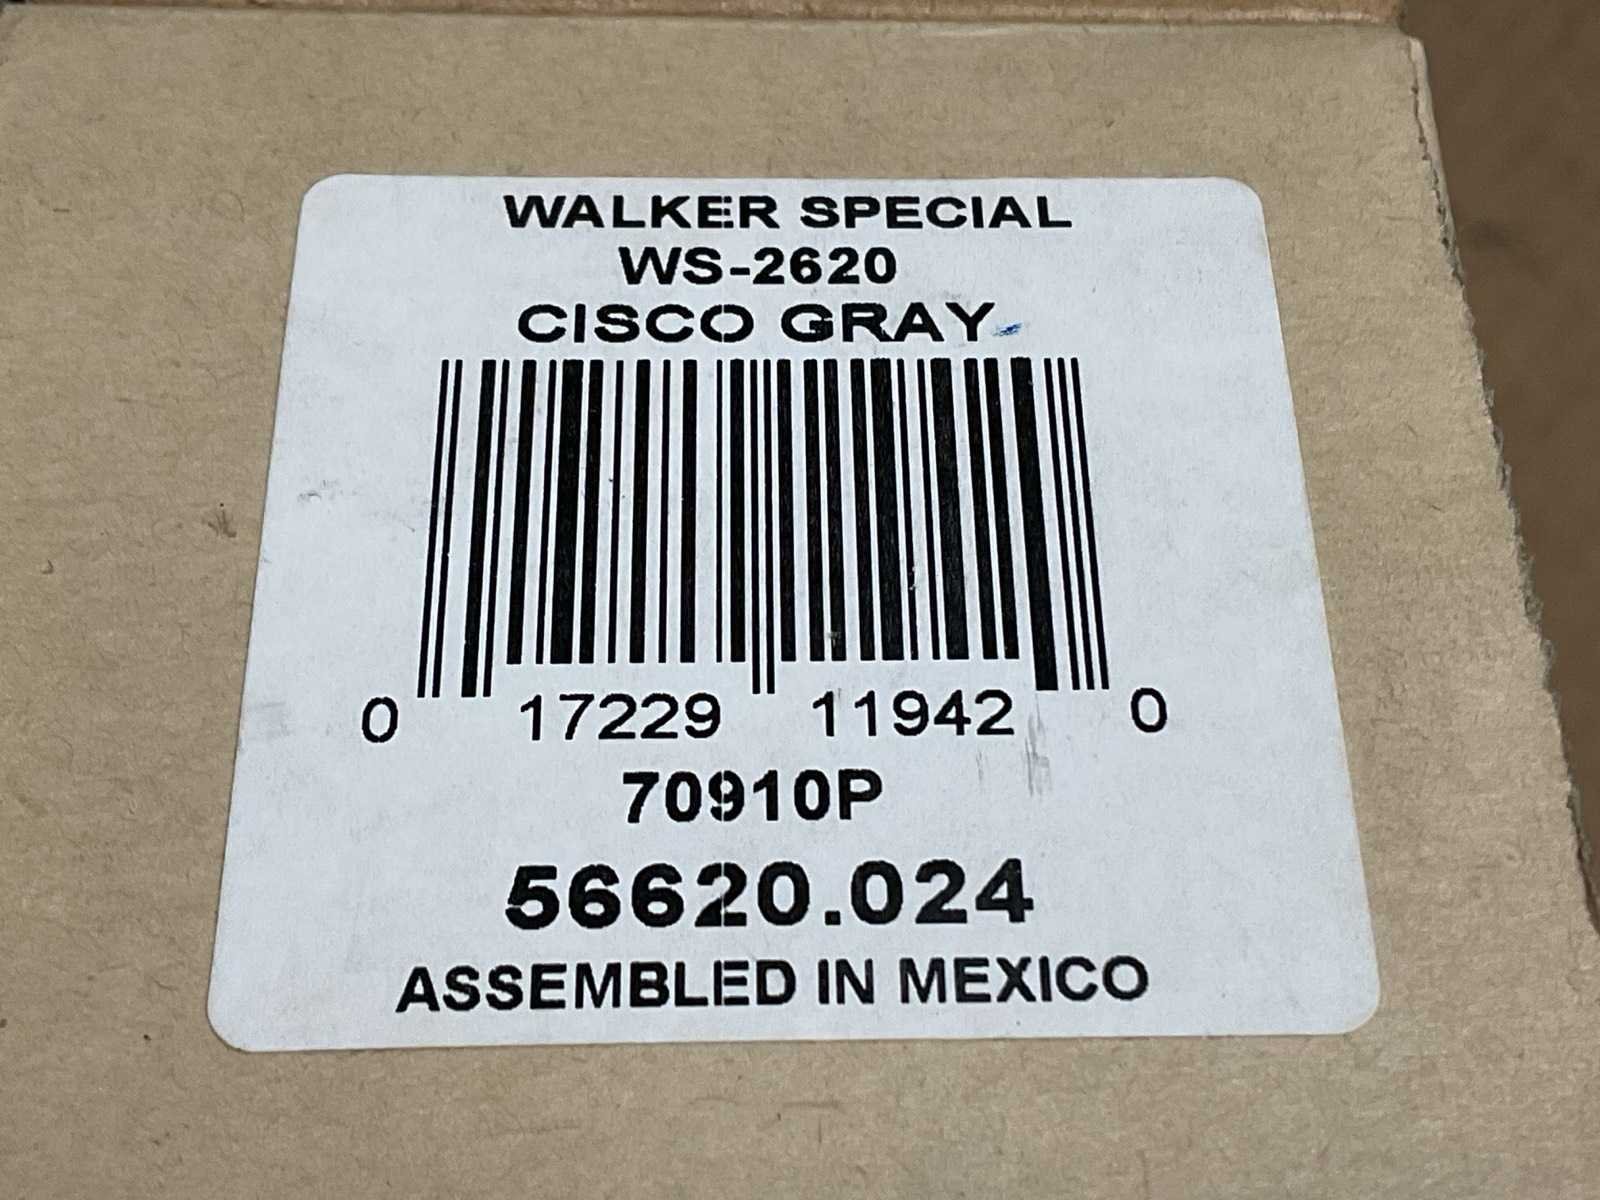 WALKER SPECIAL
WS-2620
CISCO GRAY
0 17229 11942 0
70910P
56620.024
ASSEMBLED IN MEXICO